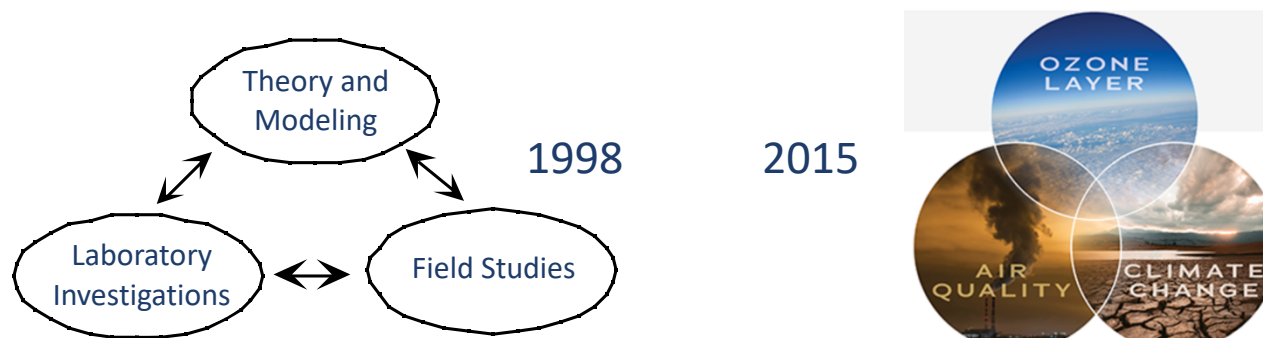 Theory and
Modeling
Laboratory
Investigations
Field Studies
1998
2015
OZONE
LAYER
AIR
QUALITY
CLIMATE
CHANGE